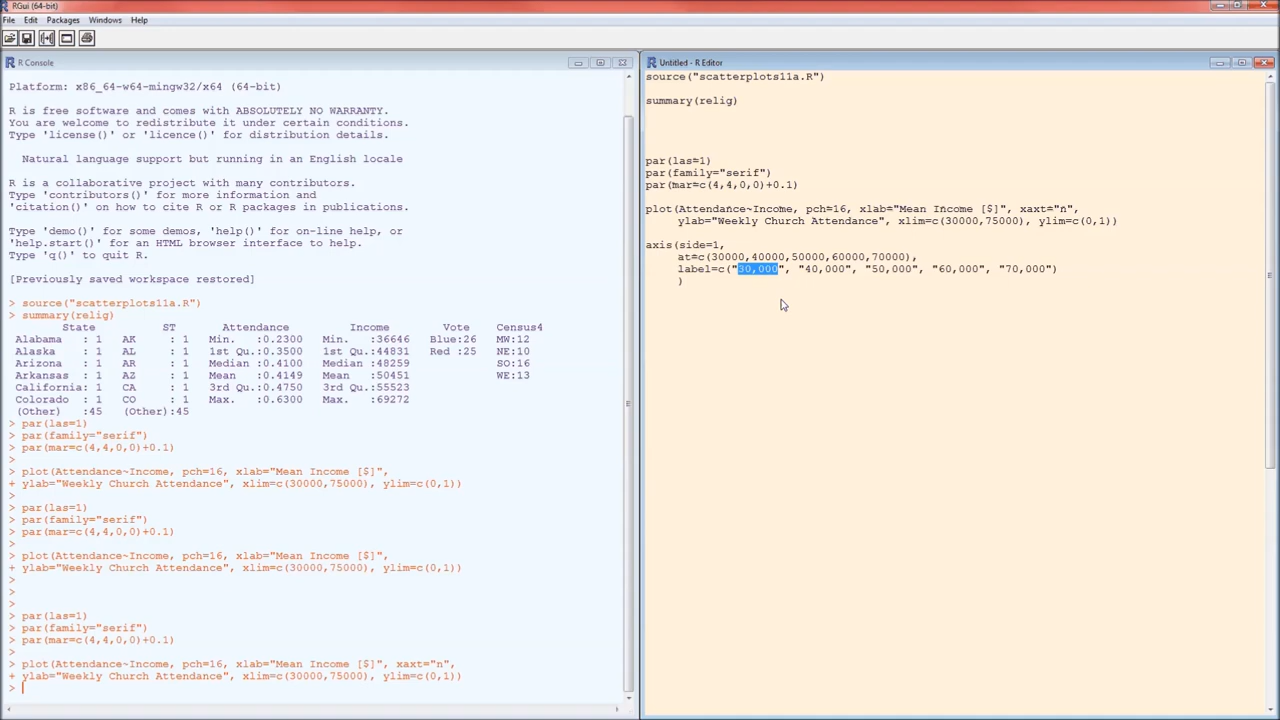 RGui (64-bit)
File Edit Packages Windows Help
R Console
Platform: x86_64-w64-mingw32/x64 (64-bit)
R is free software and comes with ABSOLUTELY NO WARRANTY.
You are welcome to redistribute it under certain conditions.
Type 'license()' or 'licence()' for distribution details.
Natural language support but running in an English locale
R is a collaborative project with many contributors.
Type 'contributors()' for more information and
'citation()' on how to cite R or R packages in publications.
Type 'demo()' for some demos, 'help()' for on-line help, or
'help.start()' for an HTML browser interface to help.
Type 'q()' to quit R.
[Previously saved workspace restored]
> source("scatterplots11a.R")
> summary(relig)
State ST Attendance Income Vote Census4
Alabama : 1 AK : 1 Min. :0.2300 Min. :36646 Blue:26 MW:12
Alaska : 1 AL : 1 1st Qu.:0.3500 1st Qu.:44831 Red :25 NE:10
Arizona : 1 AR : 1 Median :0.4100 Median :48259 SO:16
Arkansas : 1 AZ : 1 Mean :0.4149 Mean :50451 WE:13
California: 1 CA : 1 3rd Qu.:0.4750 3rd Qu.:55523
Colorado : 1 CO : 1 Max. :0.6300 Max. :69272
(Other) :45 (Other):45
> par(las=1)
> par(family="serif")
> par(mar=c(4,4,0,0)+0.1)
>
> plot(Attendance~Income, pch=16, xlab="Mean Income [$]",
+ ylab="Weekly Church Attendance", xlim=c(30000,75000), ylim=c(0,1))
>
> par(las=1)
> par(family="serif")
> par(mar=c(4,4,0,0)+0.1)
>
> plot(Attendance~Income, pch=16, xlab="Mean Income [$]",
+ ylab="Weekly Church Attendance", xlim=c(30000,75000), ylim=c(0,1))
>
>
>
> par(las=1)
> par(family="serif")
> par(mar=c(4,4,0,0)+0.1)
>
> plot(Attendance~Income, pch=16, xlab="Mean Income [$]", xaxt="n",
+ ylab="Weekly Church Attendance", xlim=c(30000,75000), ylim=c(0,1))
>
Untitled - R Editor
source("scatterplots11a.R")
summary(relig)
par(las=1)
par(family="serif")
par(mar=c(4,4,0,0)+0.1)
plot(Attendance~Income, pch=16, xlab="Mean Income [$]", xaxt="n",
ylab="Weekly Church Attendance", xlim=c(30000,75000), ylim=c(0,1))
axis(side=1,
at=c(30000,40000,50000,60000,70000),
label=c("30,000", "40,000", "50,000", "60,000", "70,000")
)